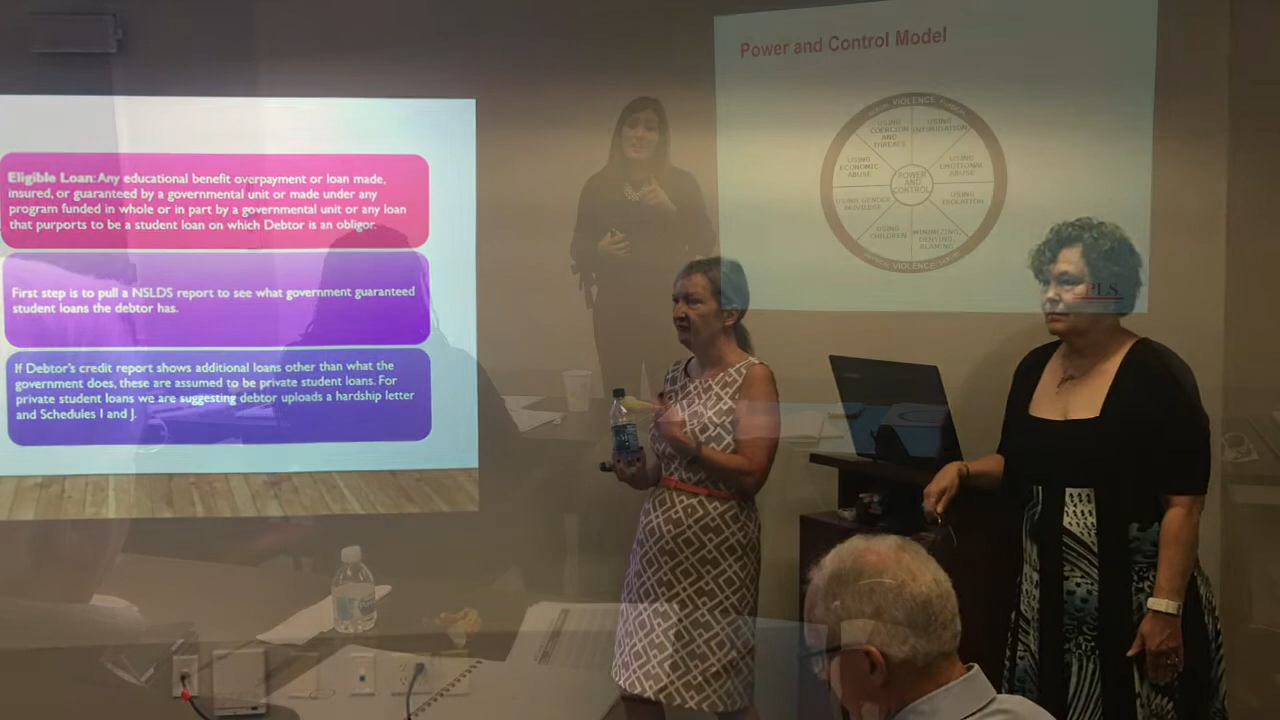 Eligible Loan: Any educational benefit overpayment or loan made,
insured, or guaranteed by a governmental unit or made under any
program funded in whole or in part by a governmental unit or any loan
that purports to be a student loan on which Debtor is an obligor.
First step is to pull a NSLDS report to see what government guaranteed
student loans the debtor has.
If Debtor's credit report shows additional loans other than what the
government does, these are assumed to be private student loans. For
private student loans we are suggesting debtor uploads a hardship letter
and Schedules I and J.
Power and Control Model
VIOLENCE
USING
COERCION
AND
THREATS
USING
INTIMIDATION
USING
ECONOMIC
ABUSE
USING
EMOTIONAL
ABUSE
POWER
AND
CONTROL
USING GENDER
PRIVILEGE
USING
ISOLATION
USING
CHILDREN
MINIMIZING,
DENYING,
BLAMING
VIOLENCE
PLS